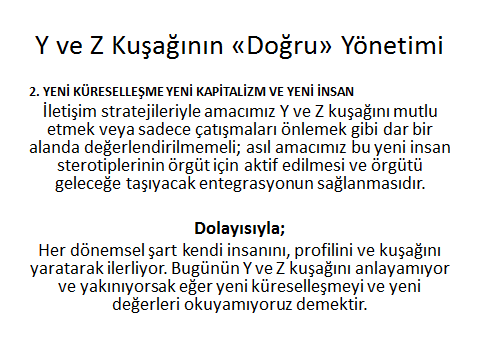 Y ve Z Kuşağının «Doğru» Yönetimi
2. YENİ KÜRESELLEŞME YENİ KAPİTALİZM VE YENİ İNSAN
İletişim stratejileriyle amacımız Y ve Z kuşağını mutlu
etmek veya sadece çatışmaları önlemek gibi dar bir
alanda değerlendirilmemeli; asıl amacımız bu yeni insan
sterotiplerinin örgüt için aktif edilmesi ve örgütü
geleceğe taşıyacak entegrasyonun sağlanmasıdır.
Dolayısıyla;
Her dönemsel şart kendi insanını, profilini ve kuşağını
yaratarak ilerliyor. Bugünün Y ve Z kuşağını anlayamıyor
ve yakınıyorsak eğer yeni küreselleşmeyi ve yeni
değerleri okuyamıyoruz demektir.